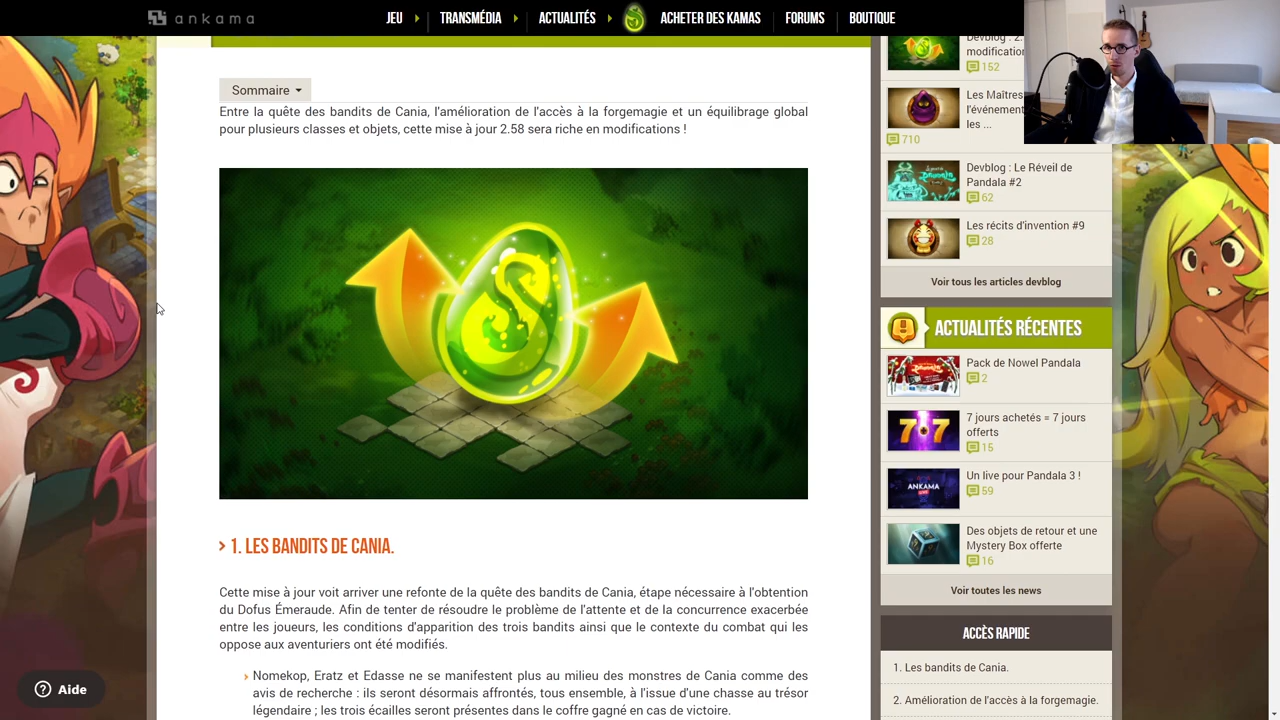 ankama
JEU
TRANSMÉDIA
ACTUALITÉS
ACHETER DES KAMAS
FORUMS
BOUTIQUE
Sommaire
Entre la quête des bandits de Cania, l'amélioration de l'accès à la forgemagie et un équilibrage global
pour plusieurs classes et objets, cette mise à jour 2.58 sera riche en modifications !
1. LES BANDITS DE CANIA.
Cette mise à jour voit arriver une refonte de la quête des bandits de Cania, étape nécessaire à l'obtention
du Dofus Émeraude. Afin de tenter de résoudre le problème de l'attente et de la concurrence exacerbée
entre les joueurs, les conditions d'apparition des trois bandits ainsi que le contexte du combat qui les
oppose aux aventuriers ont été modifiés.
Nomekop, Eratz et Edasse ne se manifestent plus au milieu des monstres de Cania comme des
avis de recherche : ils seront désormais affrontés, tous ensemble, à l'issue d'une chasse au trésor
légendaire ; les trois écailles seront présentes dans le coffre gagné en cas de victoire.
Aide
Devblog : 2.
modification
152
Les Maîtres
l'événement
les ...
710
Devblog : Le Réveil de
Pandala #2
62
Les récits d'invention #9
28
Voir tous les articles devblog
ACTUALITÉS RÉCENTES
Pack de Nowel Pandala
2
7 jours achetés = 7 jours
offerts
15
7 7
Un live pour Pandala 3 !
59
ANKAMA
Des objets de retour et une
Mystery Box offerte
16
Voir toutes les news
ACCÈS RAPIDE
1. Les bandits de Cania.
2. Amélioration de l'accès à la forgemagie.